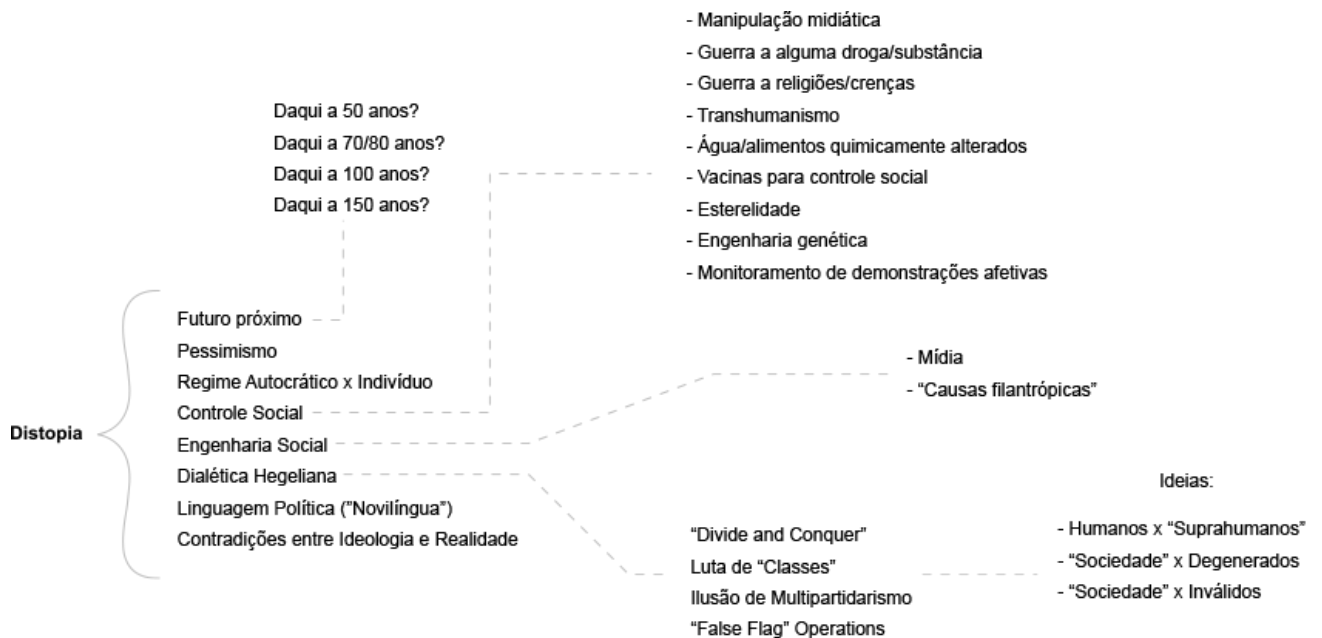 - Manipulação midiática
- Guerra a alguma droga/substância
- Guerra a religiões/crenças
- Transhumanismo
- Água/alimentos quimicamente alterados
- Vacinas para controle social
- Esterelidade
- Engenharia genética
- Monitoramento de demonstrações afetivas
Daqui a 50 anos?
Daqui a 70/80 anos?
Daqui a 100 anos?
Daqui a 150 anos?
Distopia
Futuro próximo
Pessimismo
Regime Autocrático x Indivíduo
Controle Social
Engenharia Social
Dialética Hegeliana
Linguagem Política ("Novilíngua”)
Contradições entre Ideologia e Realidade
- Mídia
- “Causas filantrópicas”
“Divide and Conquer”
Luta de “Classes”
Ilusão de Multipartidarismo
“False Flag” Operations
Ideias:
- Humanos x “Suprahumanos”
- “Sociedade” x Degenerados
- “Sociedade” x Inválidos